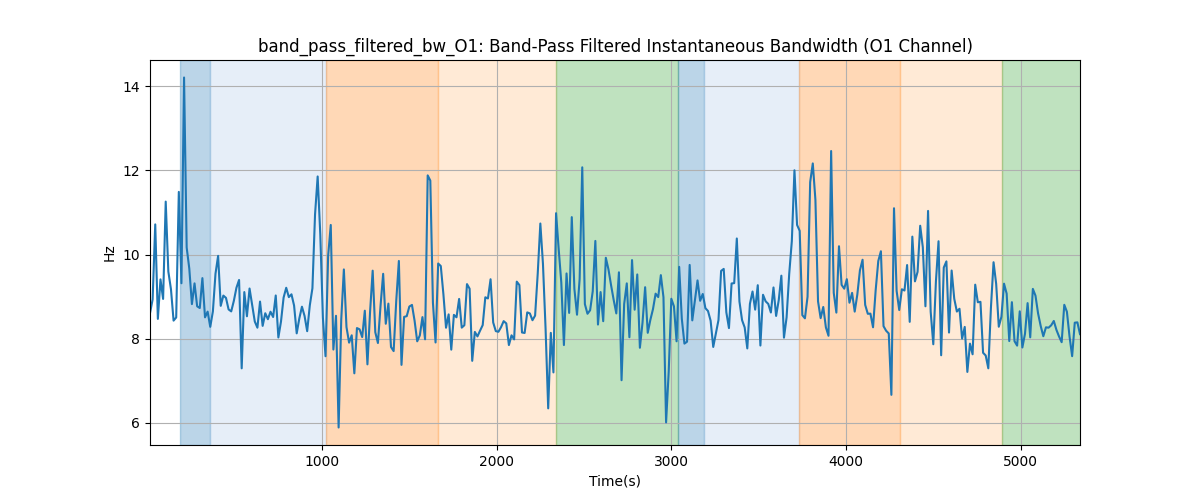 band_pass_filtered_bw_O1: Band-Pass Filtered Instantaneous Bandwidth (O1 Channel)
14
12
10
8
6
Hz
1000 2000 3000 4000 5000
Time(s)